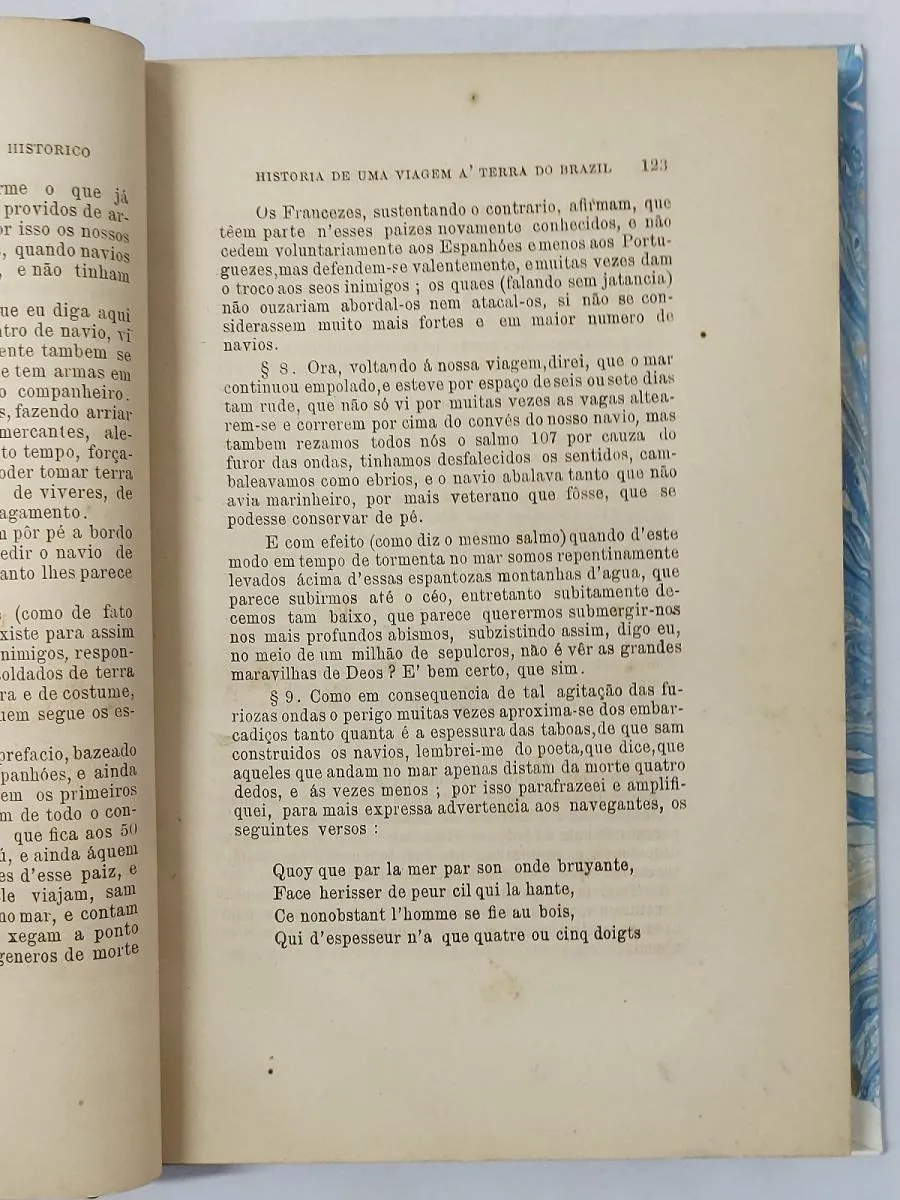 HISTORICO
rme o que já
providos de ar-
or isso os nossos
, quando navios
, e não tinham
ue eu diga aqui
tro de navio, vi
ente tambem se
e tem armas em
o companheiro.
s, fazendo arriar
mercantes, ale-
to tempo, força-
oder tomar terra
de viveres, de
agamento.
m pôr pé a bordo
edir o navio de
anto lhes parece
(como de fato
xiste para assim
nimigos, respon-
soldados de terra
ra e de costume,
uem segue os es-
prefacio, bazeado
panhóes, e ainda
em os primeiros
m de todo o con-
que fica aos 50
ú, e ainda áquem
es d'esse paiz, e
le viajam, sam
no mar, e contam
xegam a ponto
generos de morte
HISTORIA DE UMA VIAGEM A' TERRA DO BRAZIL 123
Os Francezes, sustentando o contrario, afirmam, que
têem parte n'esses paizes novamente conhecidos, e não
cedem voluntariamente aos Espanhóes e menos aos Portu-
guezes,mas defendem-se valentemente, e muitas vezes dam
o troco aos seos inimigos ; os quaes (falando sem jatancia)
não ouzariam abordal-os nem atacal-os, si não se con-
siderassem muito mais fortes e em maior numero de
navios.
§ 8. Ora, voltando á nossa viagem,direi, que o mar
continuou empolado,e esteve por espaço de seis ou sete dias
tam rude, que não só vi por muitas vezes as vagas altea-
rem-se e correrem por cima do convés do nosso navio, mas
tambem rezamos todos nós o salmo 107 por cauza do
furor das ondas, tinhamos desfalecidos os sentidos, cam-
baleavamos como ebrios, e o navio abalava tanto que não
avia marinheiro, por mais veterano que fôsse, que se
podesse conservar de pé.
E com efeito (como diz o mesmo salmo) quando d'este
modo em tempo de tormenta no mar somos repentinamente
levados ácima d'essas espantozas montanhas d'agua, que
parece subirmos até o céo, entretanto subitamente de-
cemos tam baixo, que parece querermos submergir-nos
nos mais profundos abismos, subzistindo assim, digo eu,
no meio de um milhão de sepulcros, não é vêr as grandes
maravilhas de Deos ? E' bem certo, que sim.
§ 9. Como em consequencia de tal agitação das fu-
riozas ondas o perigo muitas vezes aproxima-se dos embar-
cadiços tanto quanta é a espessura das taboas,de que sam
construidos os navios, lembrei-me do poeta,que dice,que
aqueles que andam no mar apenas distam da morte quatro
dedos, e ás vezes menos ; por isso parafrazeei e amplifi-
quei, para mais expressa advertencia aos navegantes, os
seguintes versos :
Quoy que par la mer par son onde bruyante,
Face herisser de peur cil qui la hante,
Ce nonobstant l'homme se fie au bois,
Qui d'espesseur n'a que quatre ou cinq doigts